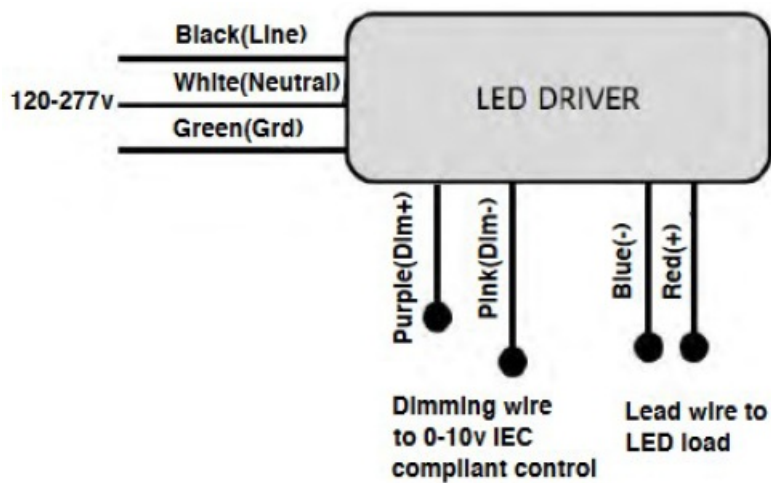 Black(Line)
White(Neutral)
120-277v
Green(Grd)
LED DRIVER
Purple(Dim+)
Pink(Dim-)
Blue(-)
Red(+)
Dimming wire
to 0-10v IEC
compliant control
Lead wire to
LED load